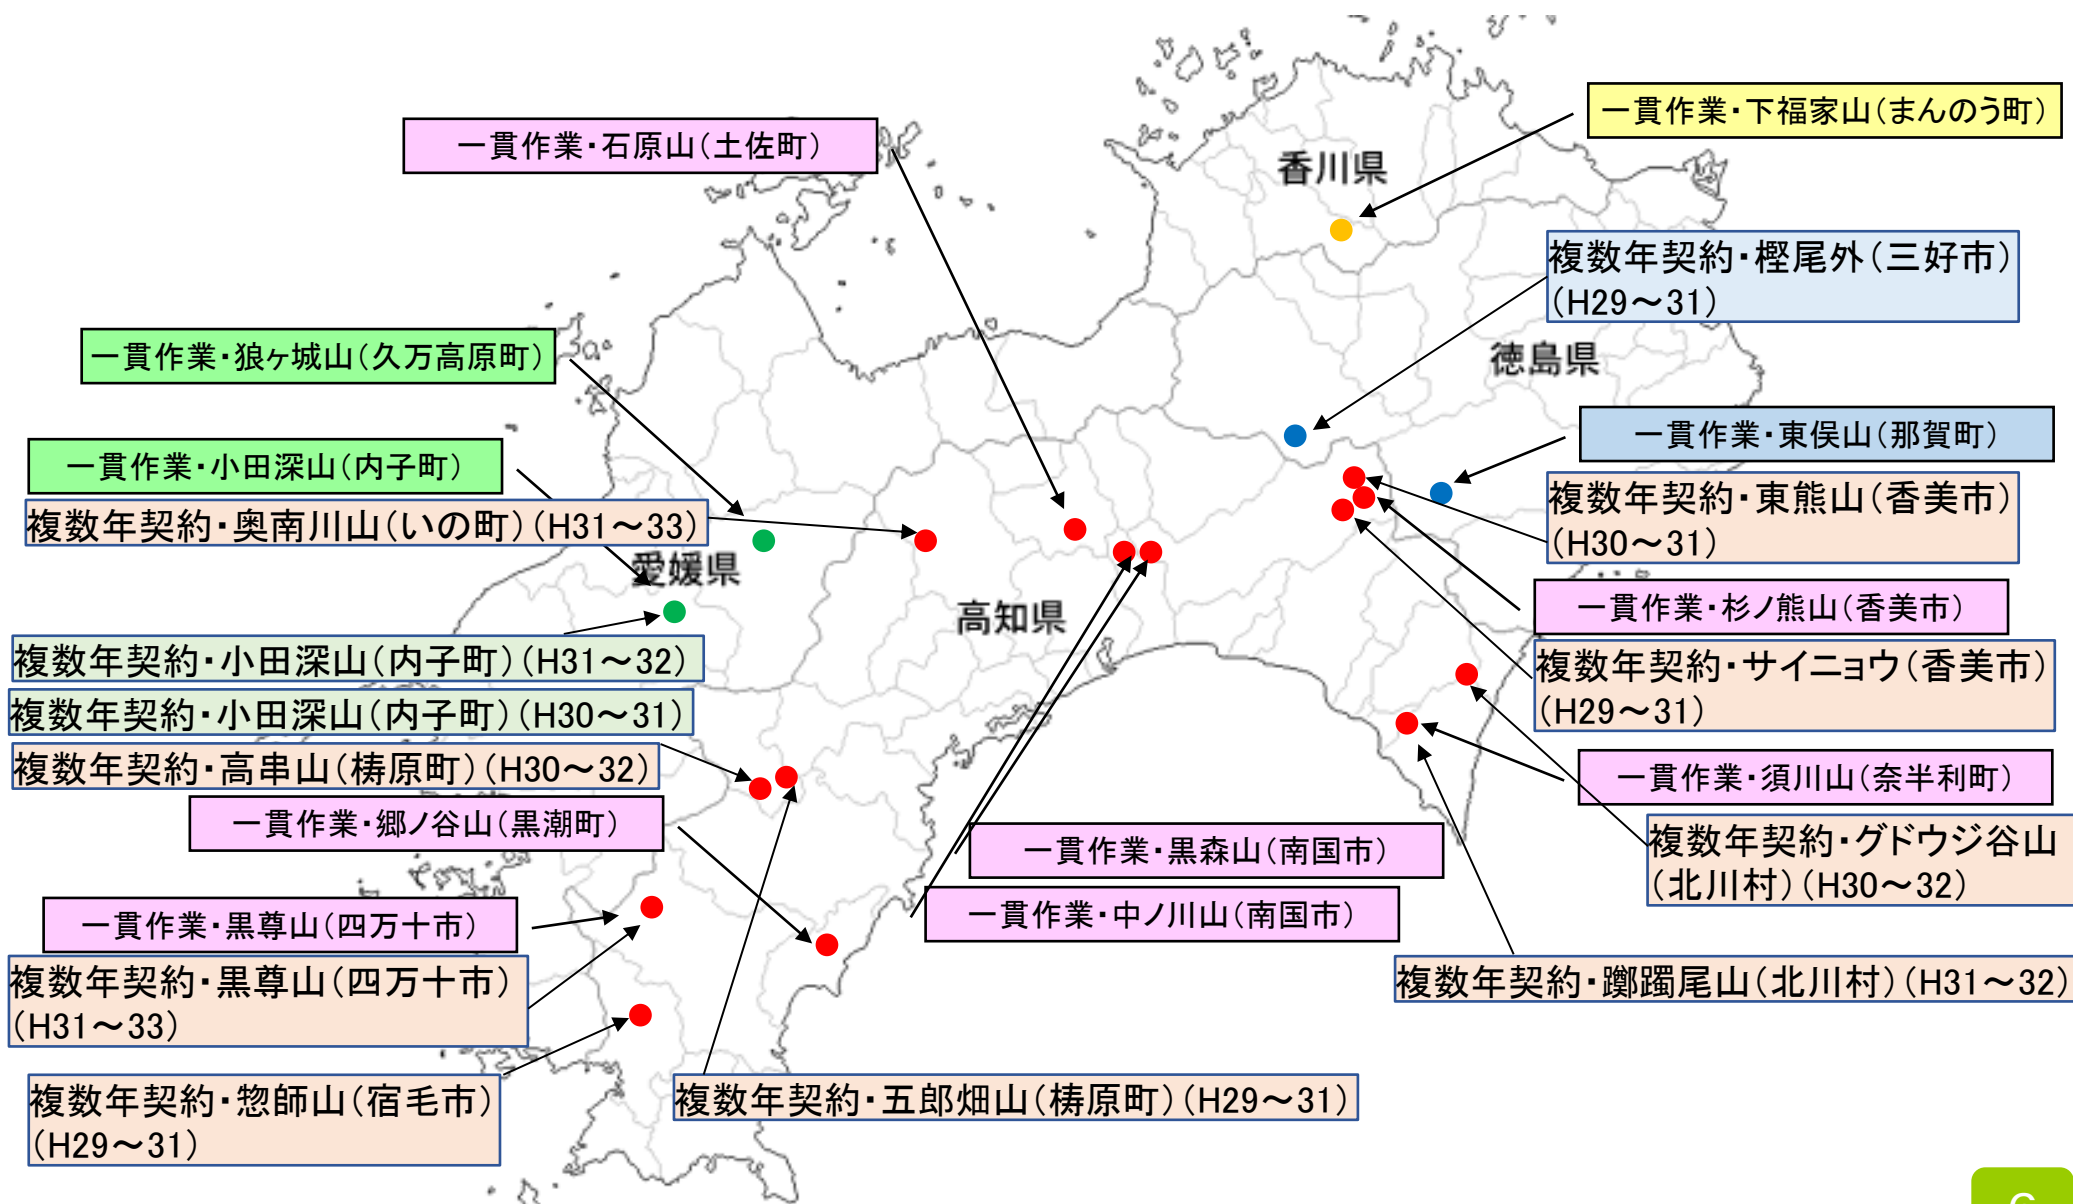 一貫作業・下福家山(まんのう町)
一貫作業・石原山(土佐町)
香川県
複数年契約・樫尾外(三好市)
(H29～31)
一貫作業・狼ヶ城山(久万高原町)
徳島県
一貫作業・東俣山(那賀町)
一貫作業・小田深山(内子町)
複数年契約・奥南川山(いの町)(H31～33)
複数年契約・東熊山(香美市)
(H30～31)
愛媛県
高知県
一貫作業・杉ノ熊山(香美市)
複数年契約・小田深山(内子町)(H31～32)
複数年契約・サイニョウ(香美市)
(H29～31)
複数年契約・小田深山(内子町)(H30～31)
複数年契約・高串山(梼原町)(H30～32)
一貫作業・須川山(奈半利町)
一貫作業・郷ノ谷山(黒潮町)
一貫作業・黒森山(南国市)
複数年契約・グドウジ谷山
(北川村)(H30～32)
一貫作業・中ノ川山(南国市)
一貫作業・黒尊山(四万十市)
複数年契約・黒尊山(四万十市)
(H31～33)
複数年契約・躑躅尾山(北川村)(H31～32)
複数年契約・惣師山(宿毛市)
(H29～31)
複数年契約・五郎畑山(梼原町)(H29～31)